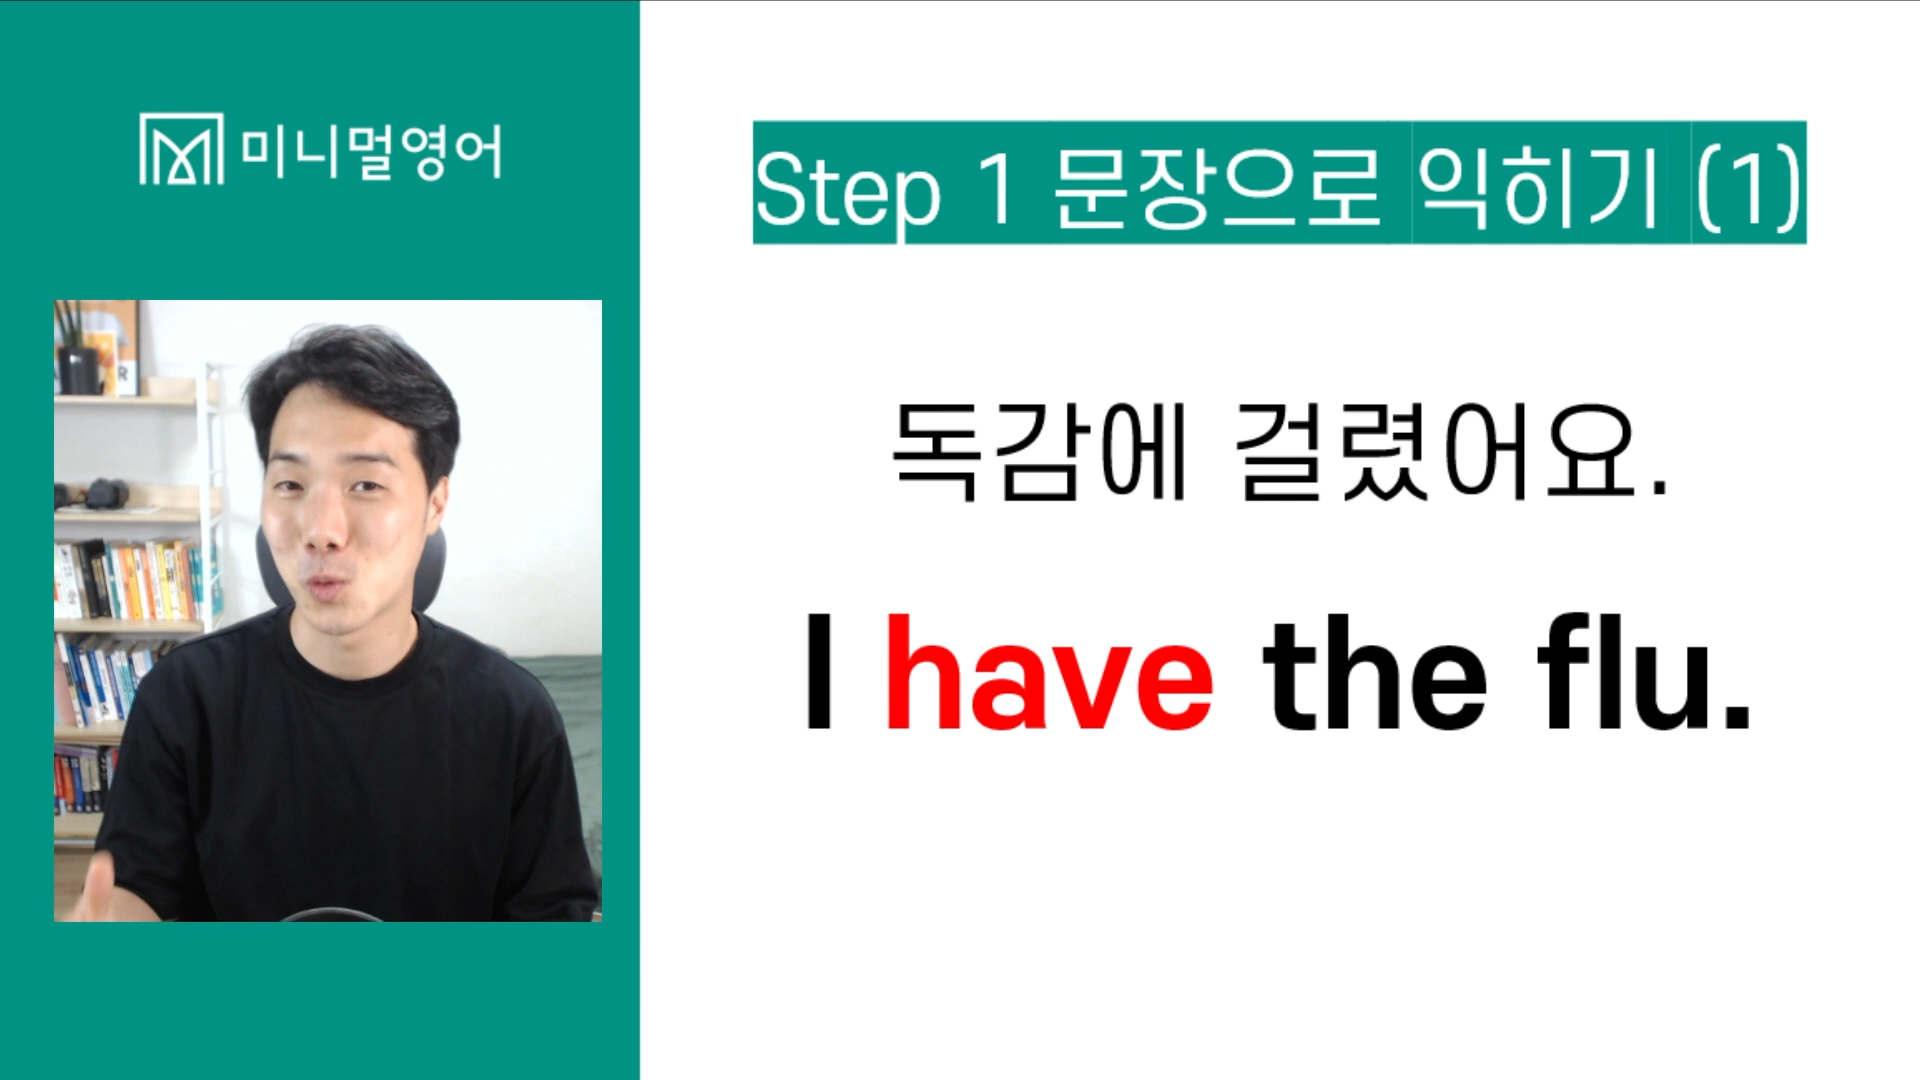 미니멀영어
Step 1 문장으로 익히기 (1)
독감에 걸렸어요.
I have the flu.